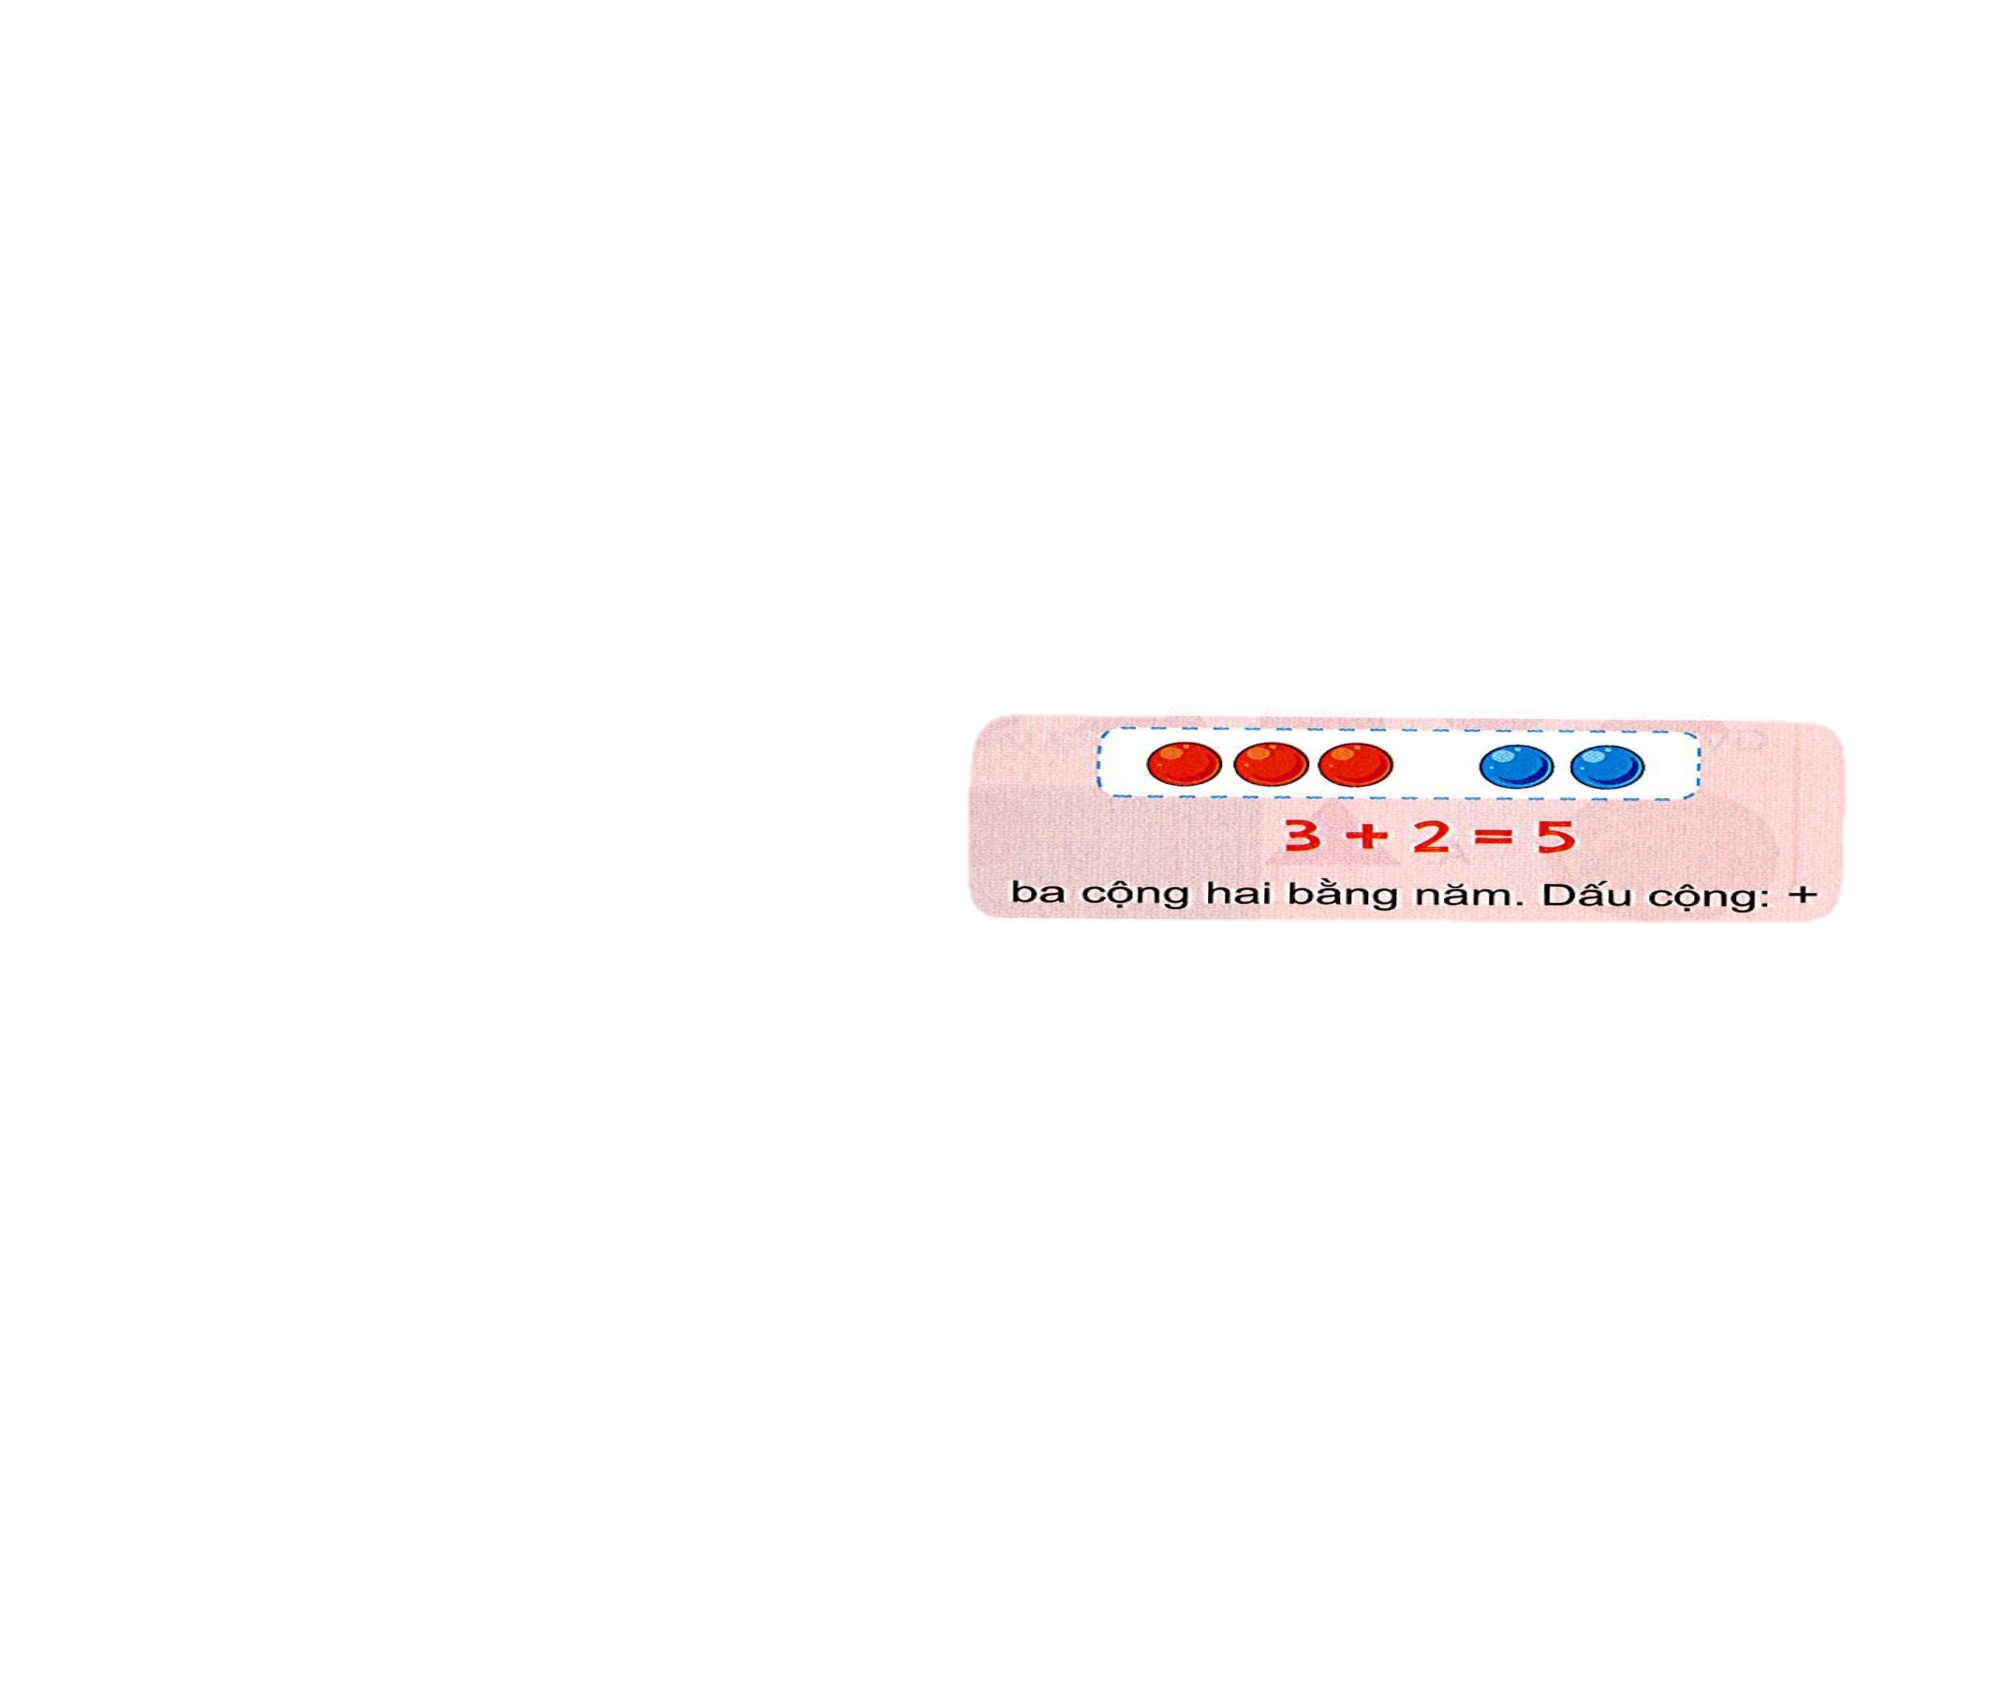 3 + 2 = 5
ba cộng hai bằng năm. Dấu cộng: +